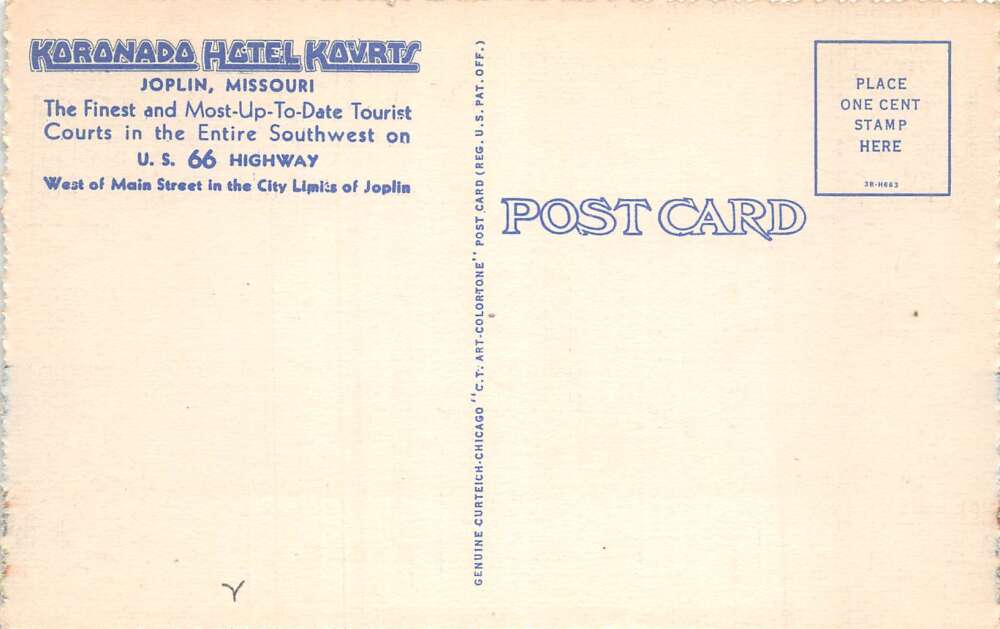 KORONADO HOTEL KOVRTS
JOPLIN, MISSOURI
The Finest and Most-Up-To-Date Tourist
Courts in the Entire Southwest on
U. S. 66 HIGHWAY
West of Main Street in the City Limits of Joplin
GENUINE CURTEICH-CHICAGO "C.T. ART-COLORTONE" POST CARD (REG. U.S. PAT. OFF.)
POST CARD
PLACE
ONE CENT
STAMP
HERE
3B-H663